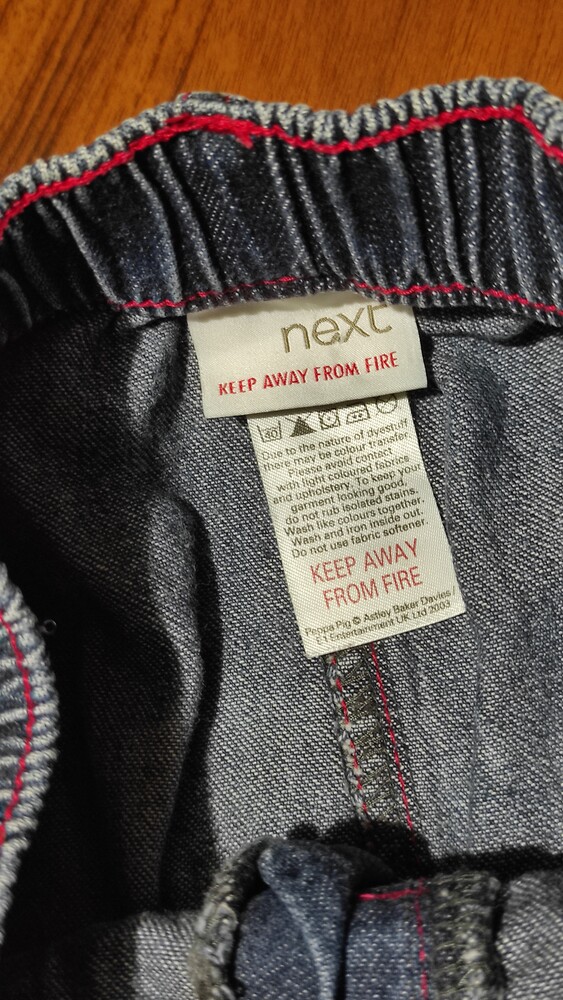 next
KEEP AWAY FROM FIRE
Due to the nature of dyestuff
there may be colour transfer.
Please avoid contact
with light coloured fabrics
and upholstery. To keep your
garment looking good,
do not rub isolated stains.
Wash like colours together.
Wash and iron inside out.
Do not use fabric softener.
KEEP AWAY
FROM FIRE
Peppa Pig © Astley Baker Davies /
E1 Entertainment UK Ltd 2003